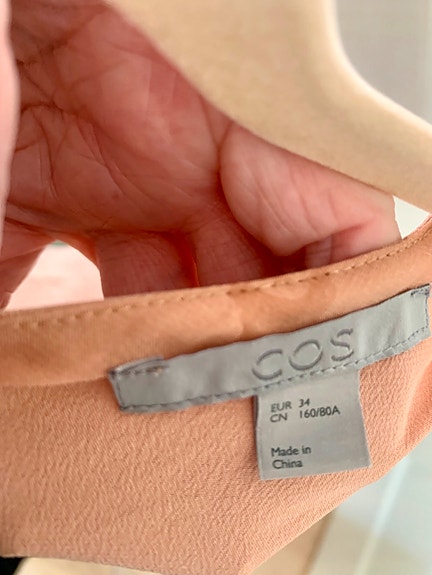 COS
EUR 34
CN 160/80A
Made in
China